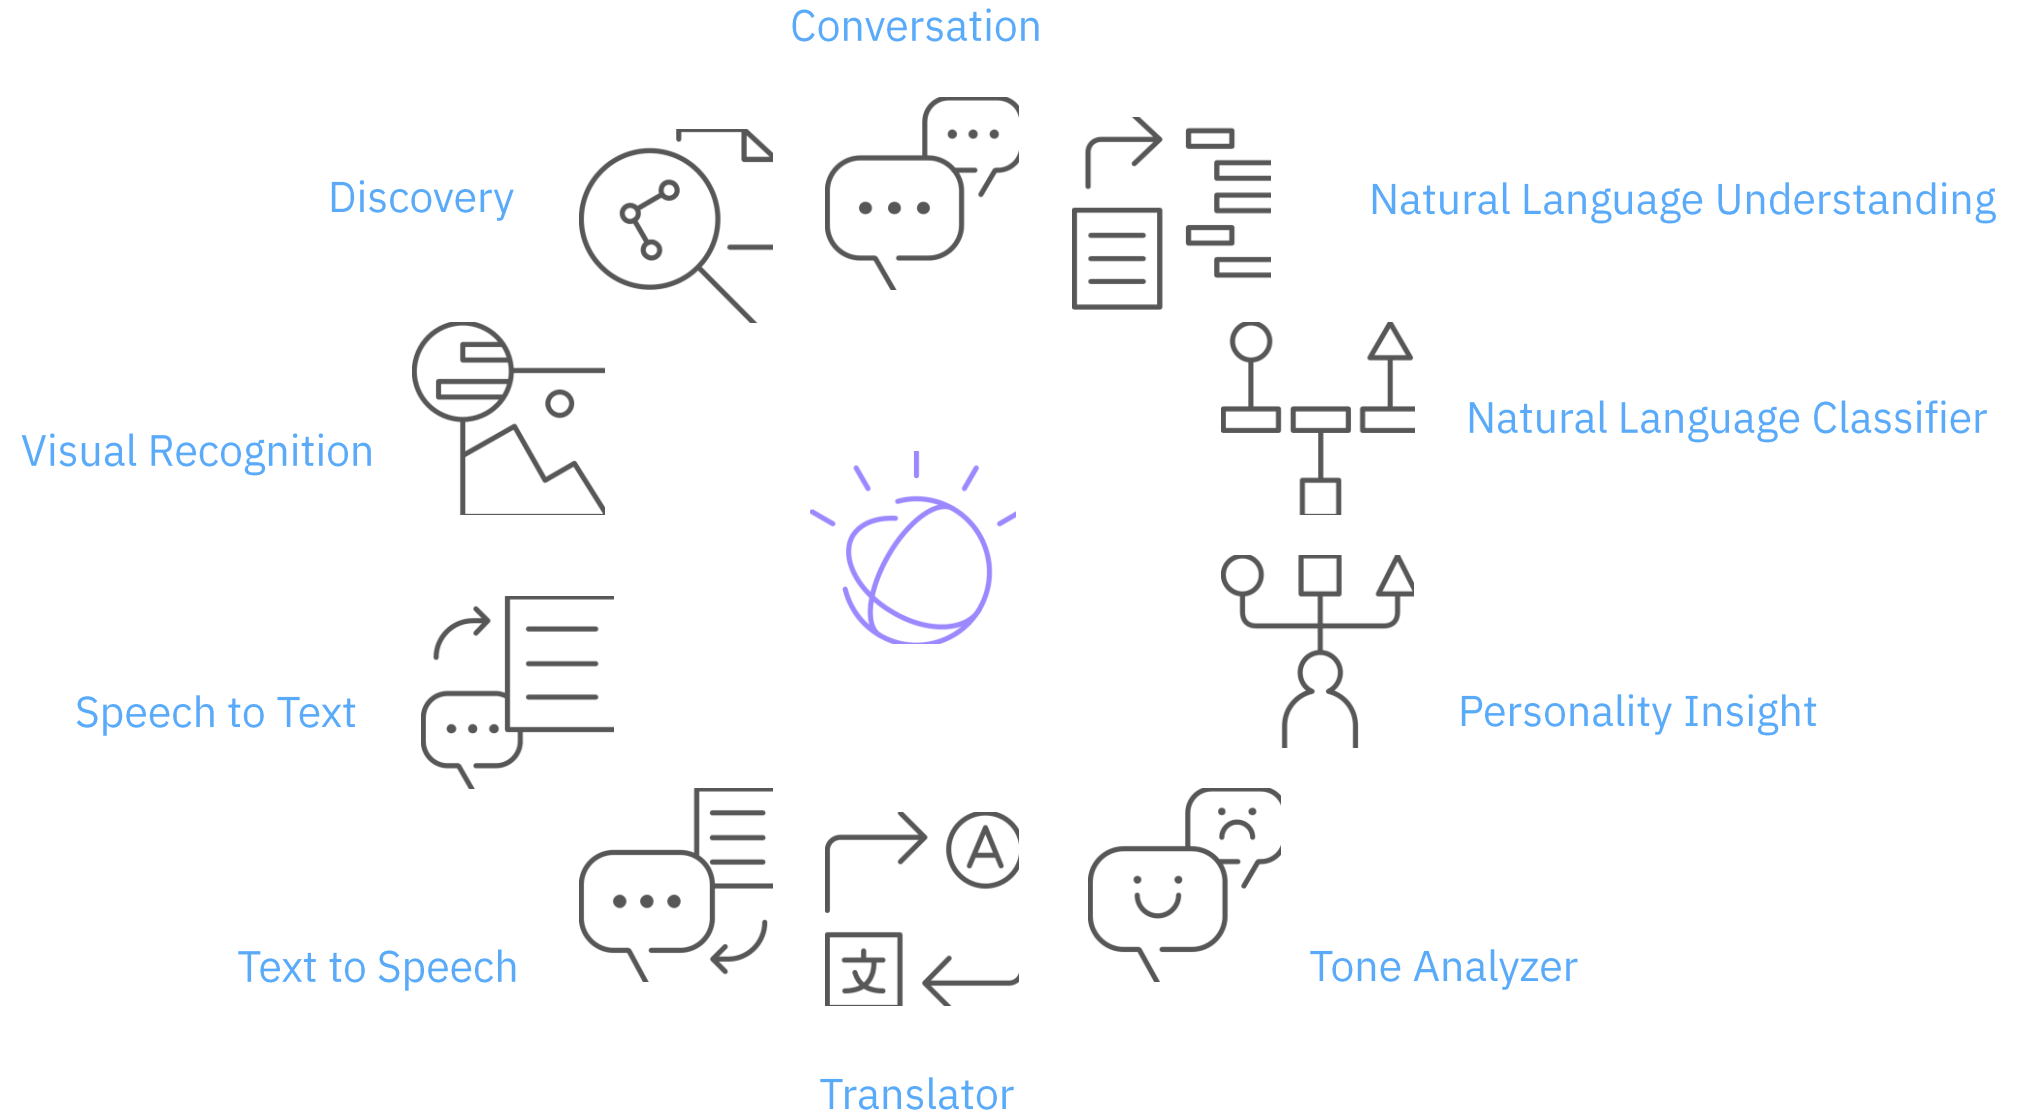 Conversation
Discovery
Natural Language Understanding
Natural Language Classifier
Visual Recognition
Speech to Text
Personality Insight
A
文
Text to Speech
Tone Analyzer
Translator